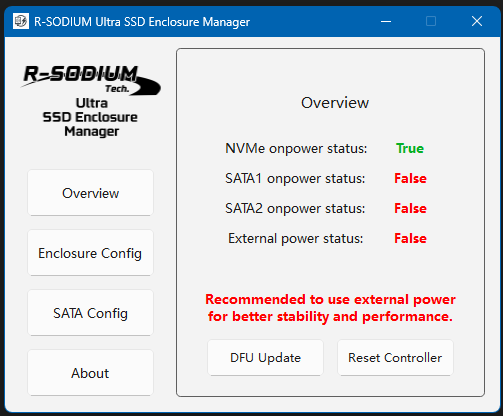 R-SODIUM Ultra SSD Enclosure Manager
R-SODIUM
Tech.
Ultra
SSD Enclosure
Manager
Overview
Enclosure Config
SATA Config
About
Overview
NVMe onpower status: True
SATA1 onpower status: False
SATA2 onpower status: False
External power status: False
Recommended to use external power
for better stability and performance.
DFU Update
Reset Controller